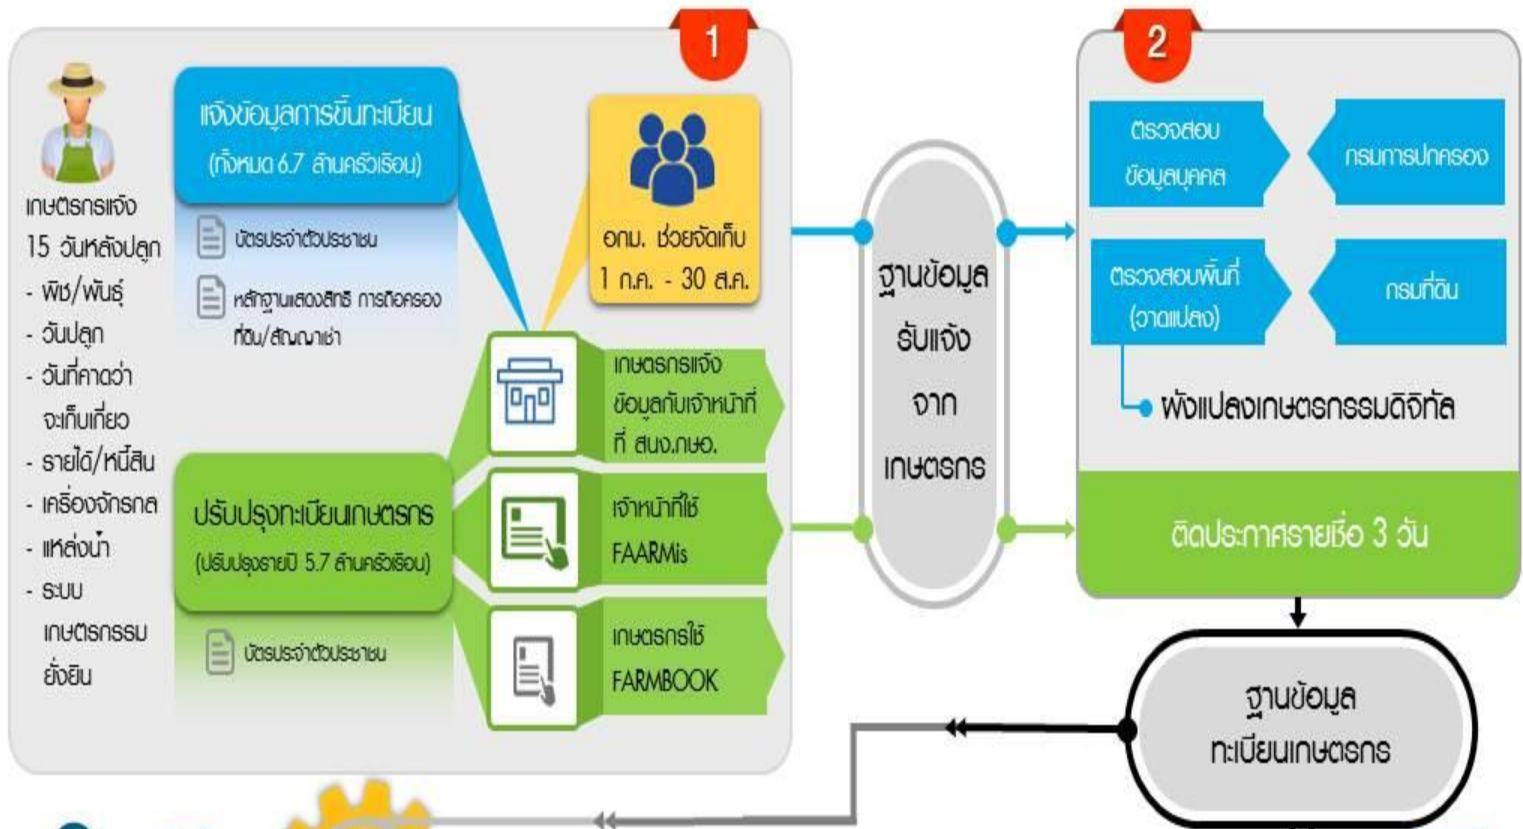 1
เกษตรกรแจ้ง
15 วันหลังปลูก
- พืช/พันธุ์
- วันปลูก
- วันที่คาดว่า
จะเก็บเกี่ยว
- รายได้/หนี้สิน
- เครื่องจักรกล
- แหล่งน้ำ
- ระบบ
เกษตรกรรม
ยั่งยืน
แจ้งข้อมูลการขึ้นทะเบียน
(ทั้งหมด 6.7 ล้านครัวเรือน)
บัตรประจำตัวประชาชน
หลักฐานแสดงสิทธิ การถือครอง
ที่ดิน/สัญญาเช่า
ปรับปรุงทะเบียนเกษตรกร
(ปรับปรุงรายปี 5.7 ล้านครัวเรือน)
บัตรประจำตัวประชาชน
อกม. ช่วยจัดเก็บ
1 ก.ค. - 30 ส.ค.
เกษตรกรแจ้ง
ข้อมูลกับเจ้าหน้าที่
ที่ สนง.กษอ.
เจ้าหน้าที่ใช้
FAARMis
เกษตรกรใช้
FARMBOOK
ฐานข้อมูล
รับแจ้ง
จาก
เกษตรกร
2
ตรวจสอบ
ข้อมูลบุคคล
กรมการปกครอง
ตรวจสอบพื้นที่
(วาดแปลง)
กรมที่ดิน
ผังแปลงเกษตรกรรมดิจิทัล
ติดประกาศรายชื่อ 3 วัน
ฐานข้อมูล
ทะเบียนเกษตรกร